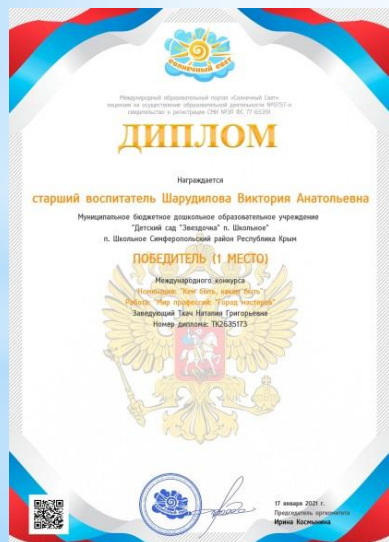 СОЛНЕЧНЫЙ СВЕТ
Международный образовательный портал «Солнечный Свет»
лицензия на осуществление образовательной деятельности №9757-л
свидетельство о регистрации СМИ №ЭЛ ФС 77-65391
ДИПЛОМ
Награждается
старший воспитатель Шарудилова Виктория Анатольевна
Муниципальное бюджетное дошкольное образовательное учреждение
"Детский сад "Звездочка" п. Школьное"
п. Школьное Симферопольский район Республика Крым
ПОБЕДИТЕЛЬ (1 МЕСТО)
Международного конкурса
Номинация: "Кем быть, каким быть"
Работа: "Мир профессий: "Город мастеров"
Заведующий Ткач Наталия Григорьевна
Номер диплома: ТК2635173
17 января 2021 г.
Председатель оргкомитета
Ирина Космынина